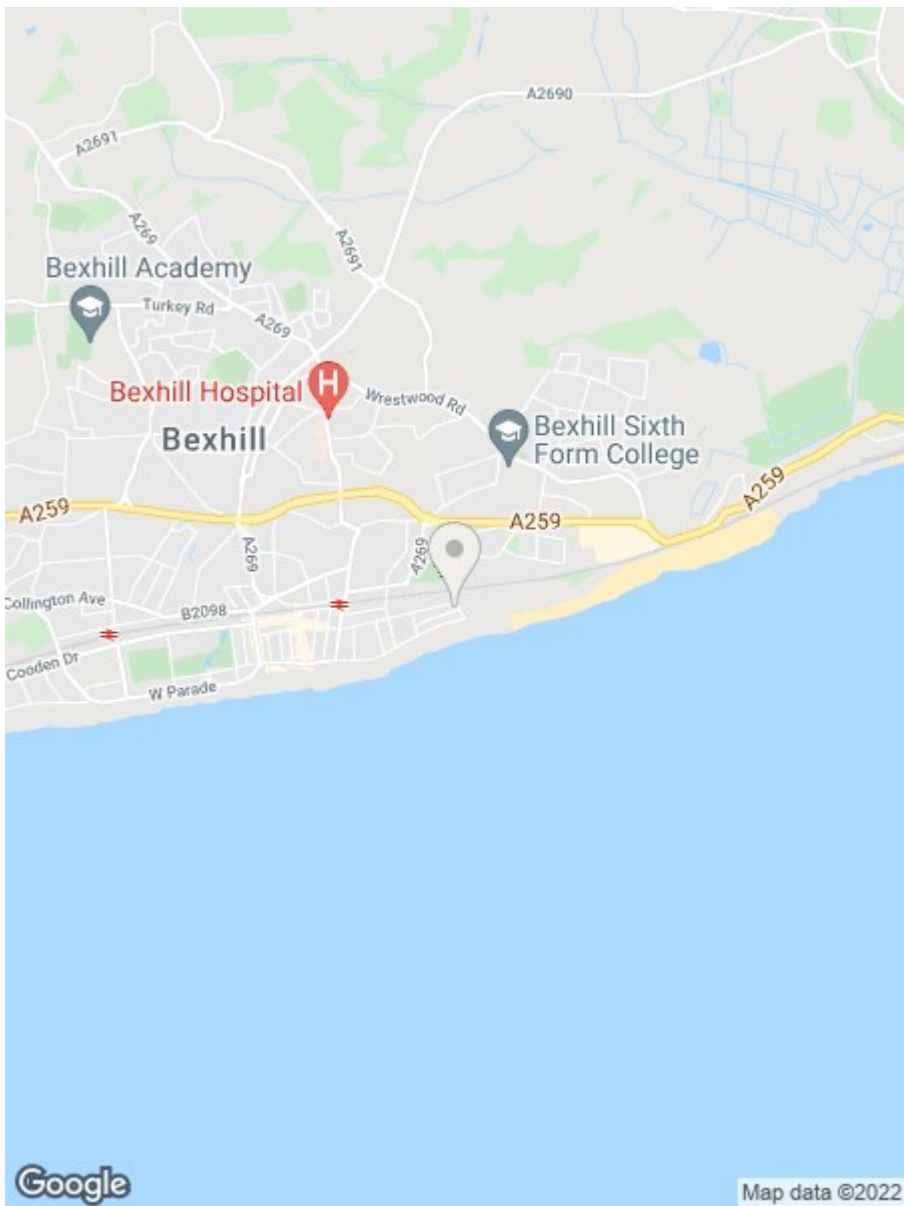 A2690
A2691
A269
A2691
Bexhill Academy
Turkey Rd
A269
Bexhill Hospital
H
Wrestwood Rd
Bexhill
Bexhill Sixth
Form College
A259
A259
A259
A269
A269
Collington Ave
B2098
Cooden Dr
W Parade
Google
Map data ©2022